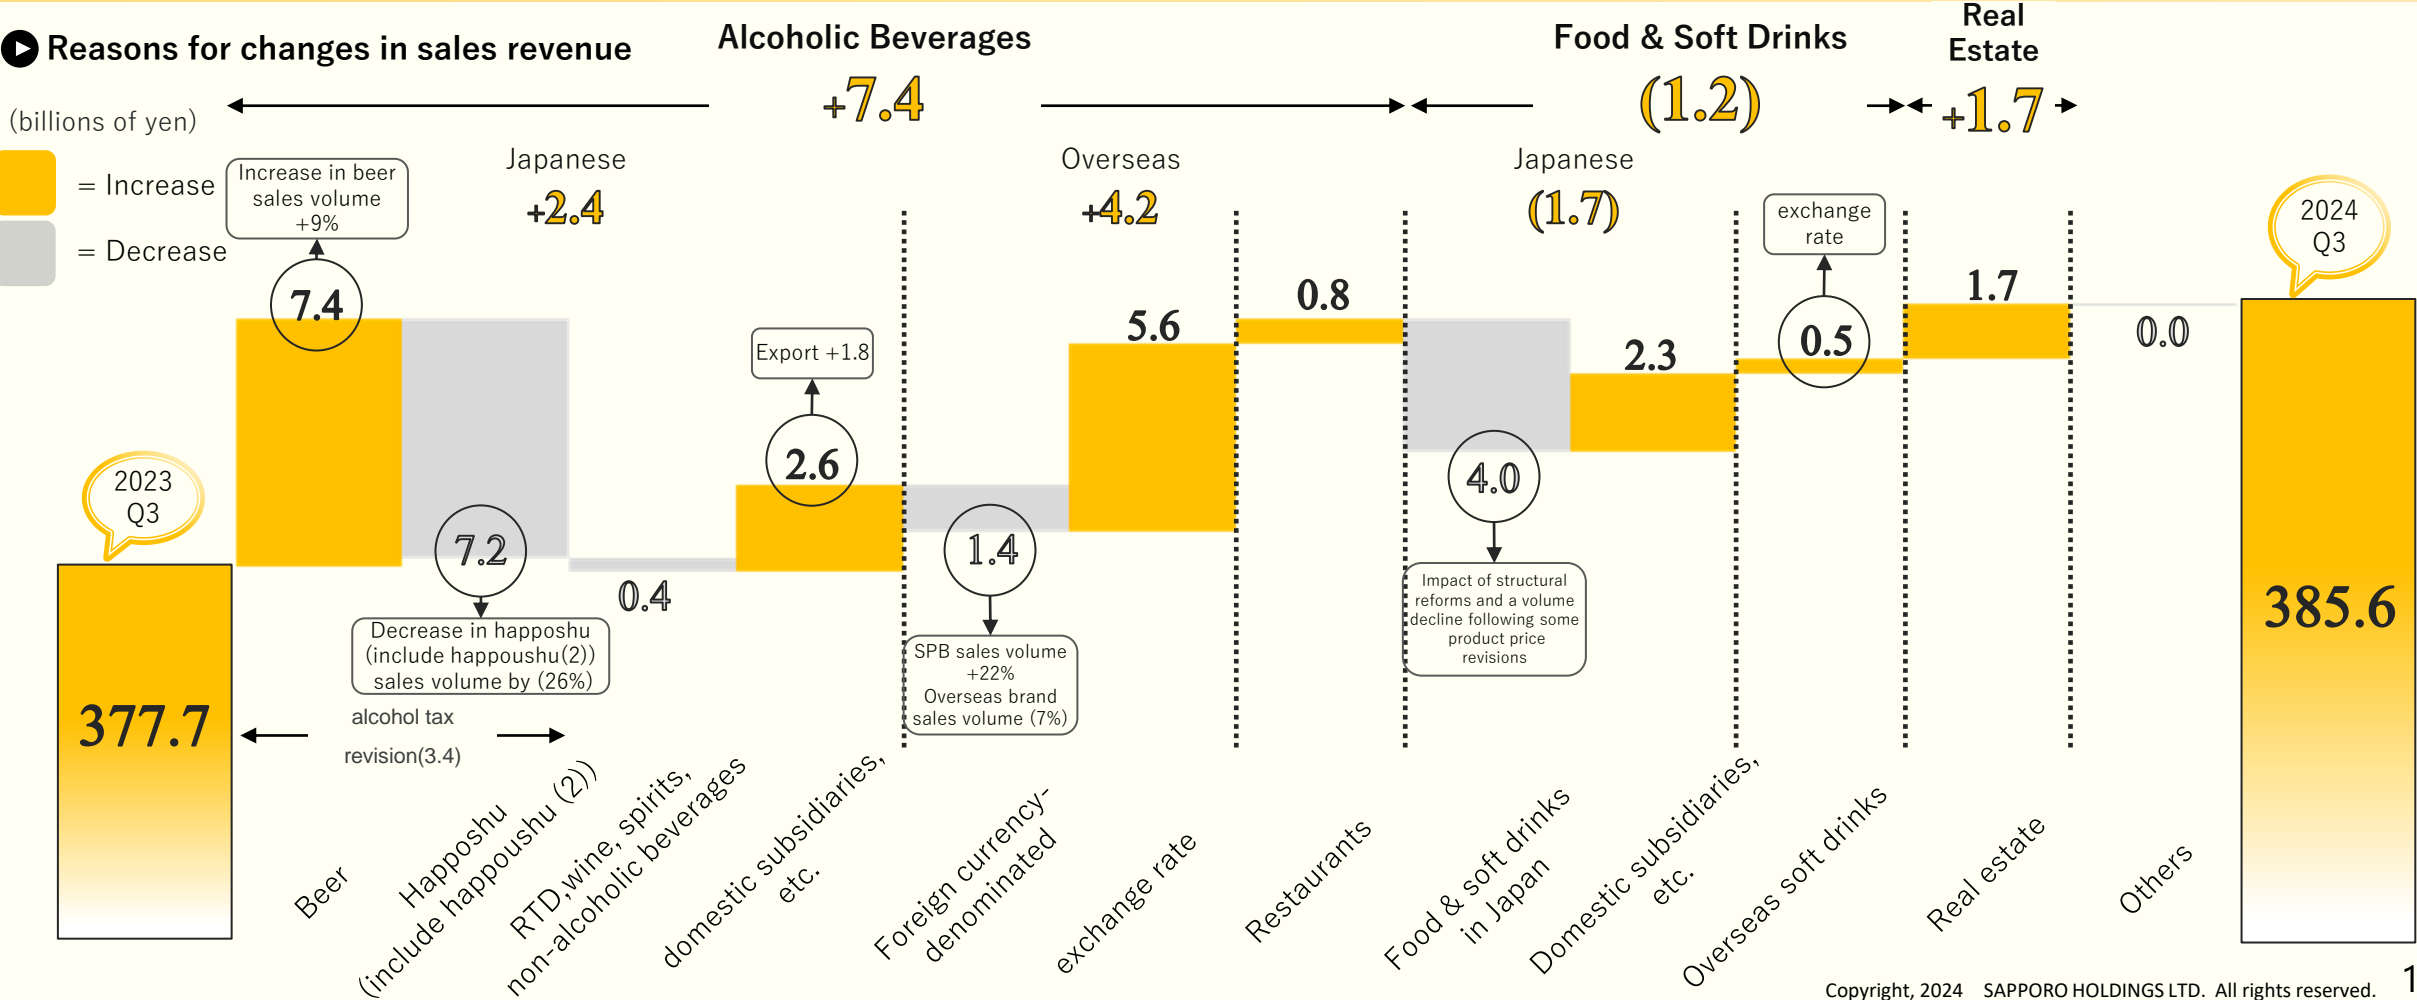 Reasons for changes in sales revenue
Alcoholic Beverages
+7.4
Food & Soft Drinks
(1.2)
Real
Estate
+1.7
(billions of yen)
= Increase
= Decrease
Japanese
+2.4
Overseas
+4.2
Japanese
(1.7)
Increase in beer
sales volume
+9%
7.4
7.2
Decrease in happoshu
(include happoushu(2))
sales volume by (26%)
alcohol tax
revision(3.4)
0.4
Export +1.8
2.6
1.4
SPB sales volume
+22%
Overseas brand
sales volume (7%)
5.6
0.8
4.0
Impact of structural
reforms and a volume
decline following some
product price
revisions
2.3
exchange
rate
0.5
1.7
0.0
2023
Q3
377.7
2024
Q3
385.6
Beer
Happoshu
(include happoushu (2))
RTD,wine, spirits,
non-alcoholic beverages
domestic subsidiaries,
etc.
Foreign currency-
denominated
exchange rate
Restaurants
Food & soft drinks
in Japan
Domestic subsidiaries,
etc.
Overseas soft drinks
Real estate
Others
Copyright, 2024 SAPPORO HOLDINGS LTD. All rights reserved.
1